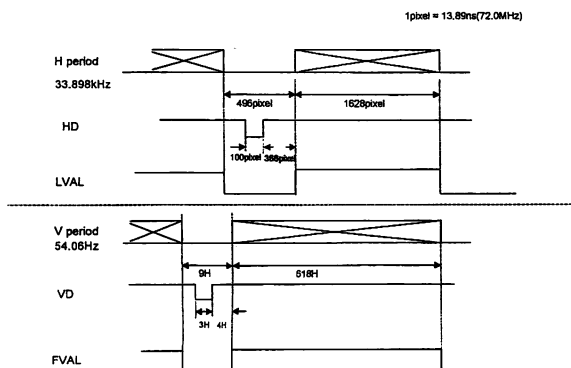 1pixel = 13.89ns(72.0MHz)
H period
33.898kHz
496pixel
1628pixel
HD
100pixel
368pixel
LVAL
V period
54.06Hz
9H
618H
VD
3H
4H
FVAL